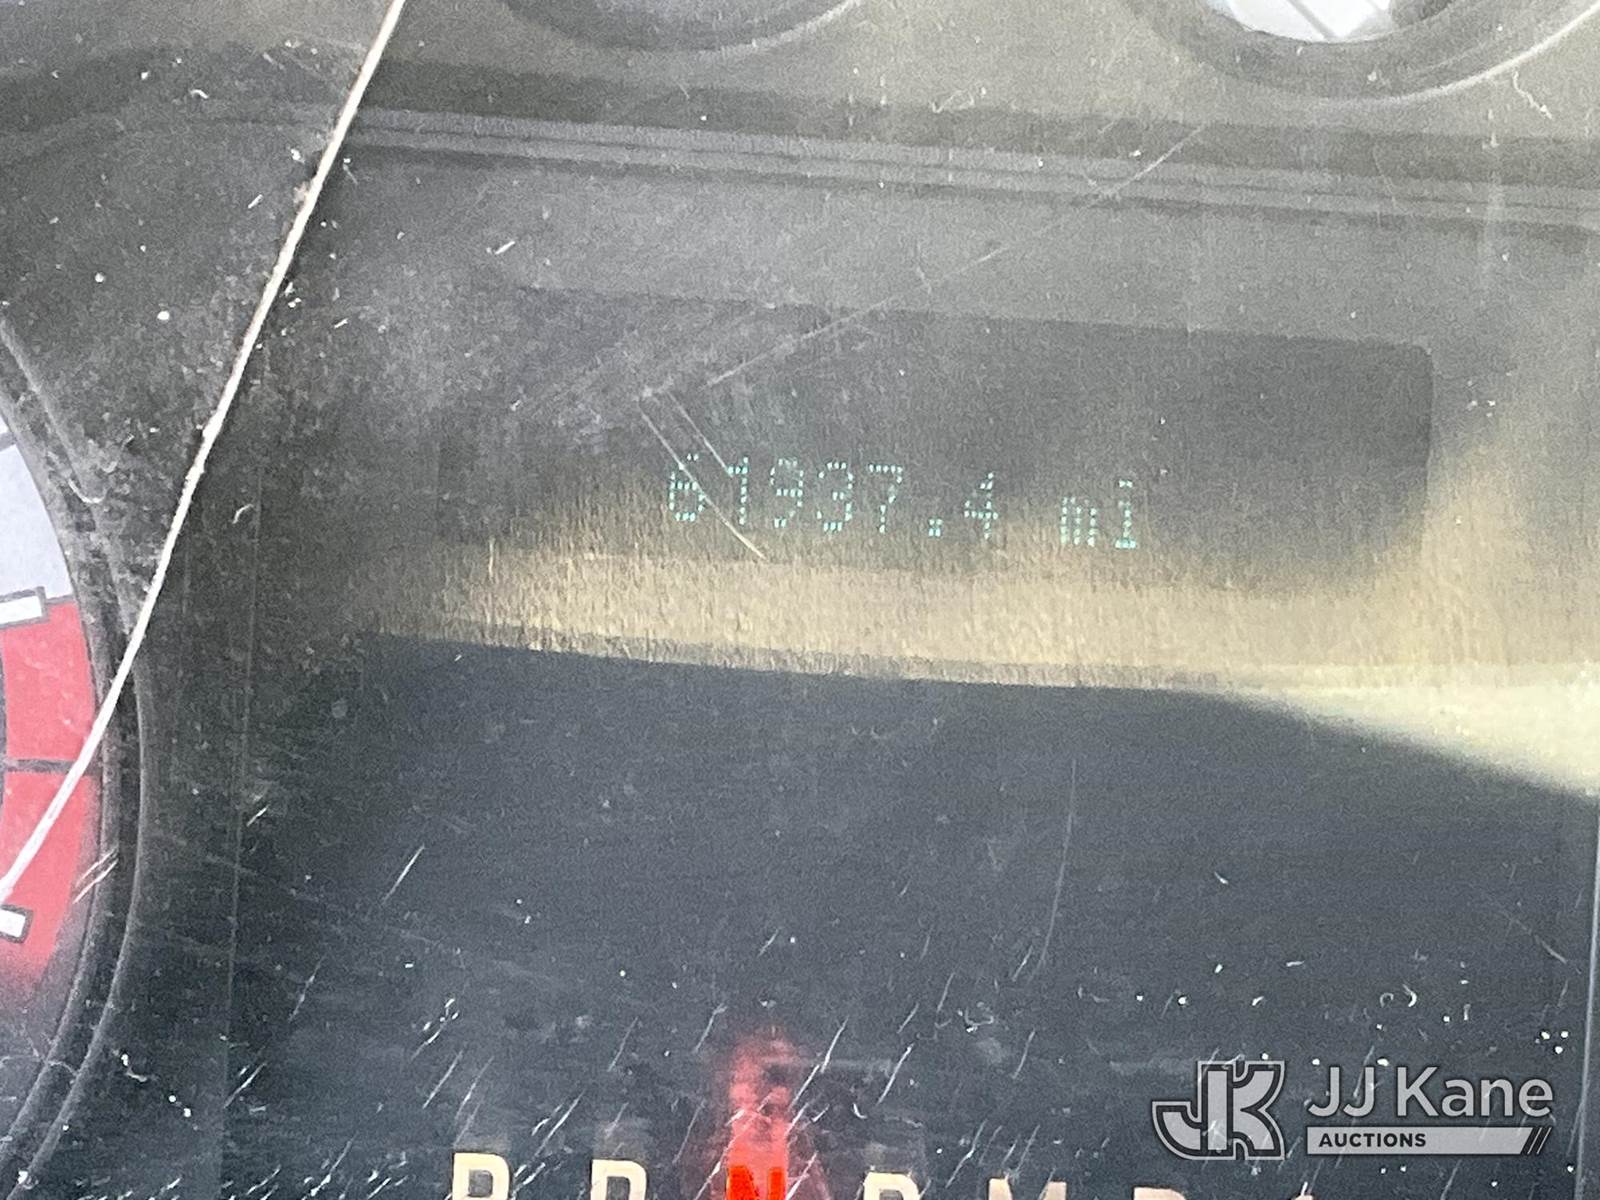 61937.4 mi
N
JJ Kane
AUCTIONS